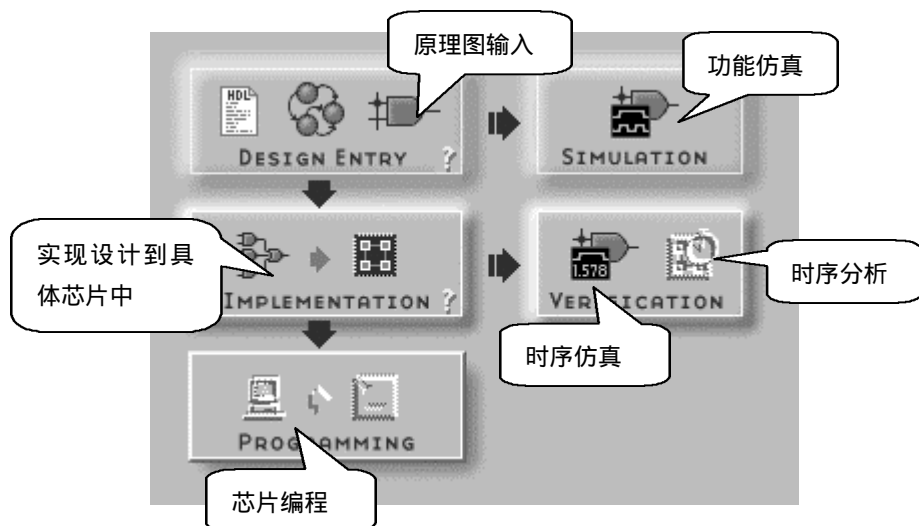 原理图输入
功能仿真
HDL
DESIGN ENTRY ?
SIMULATION
实现设计到具
体芯片中
1.578
时序分析
IMPLEMENTATION ?
VERIFICATION
时序仿真
PROGRAMMING
芯片编程